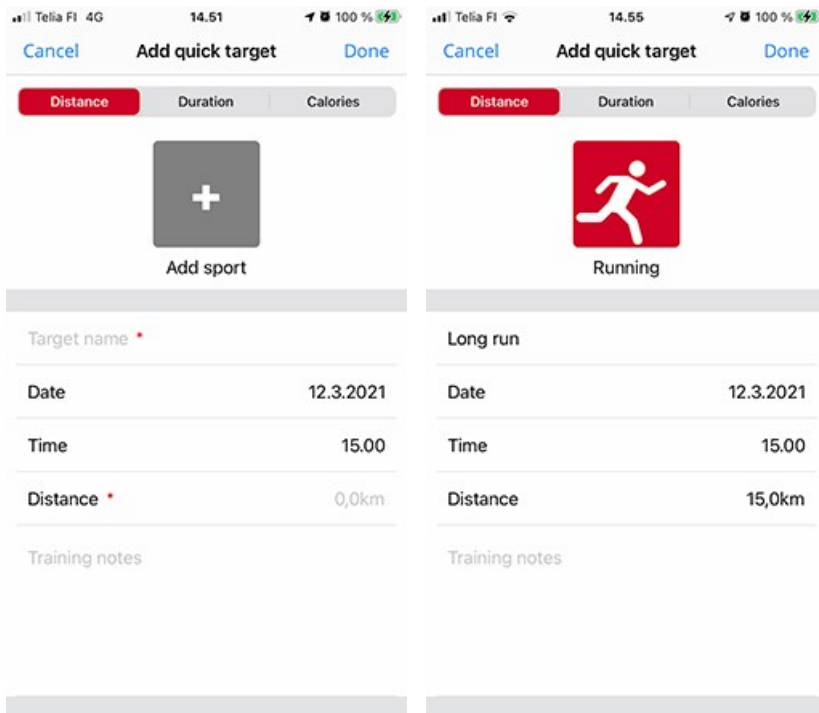 Telia FI 4G 14.51 100 %
Cancel Add quick target Done
Distance Duration Calories
Add sport
Target name *
Date 12.3.2021
Time 15.00
Distance * 0,0km
Training notes
Telia FI 14.55 100 %
Cancel Add quick target Done
Distance Duration Calories
Running
Long run
Date 12.3.2021
Time 15.00
Distance 15,0km
Training notes